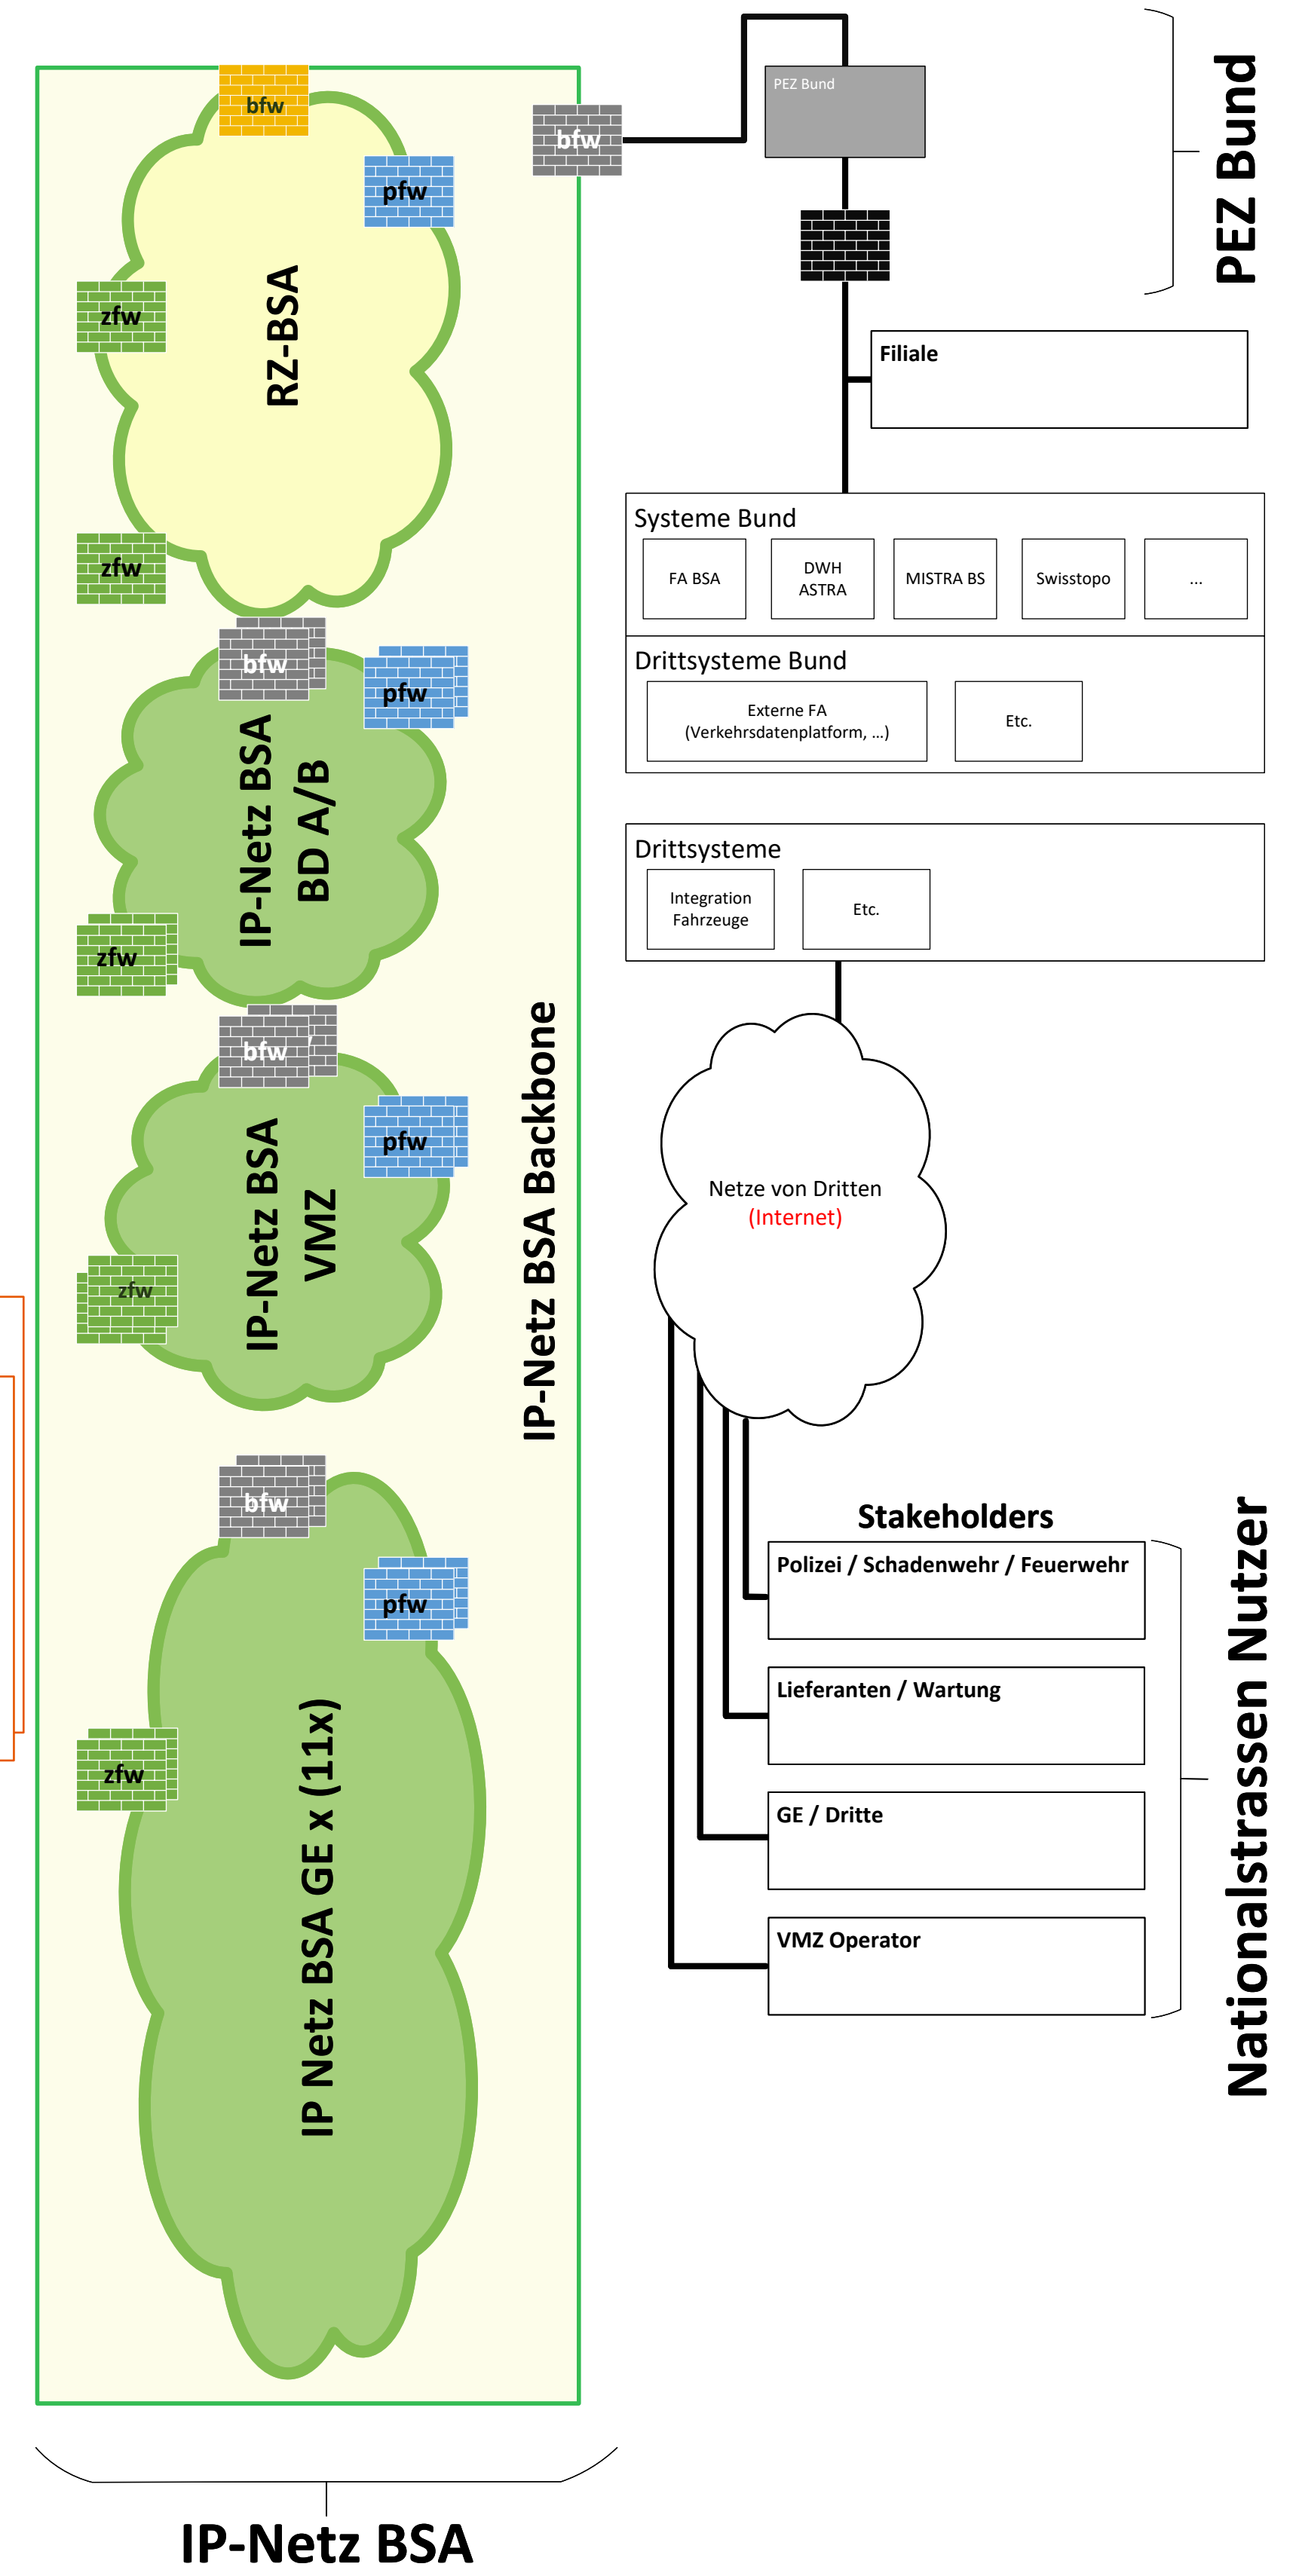 bfw
pfw
zfw
RZ-BSA
zfw
bfw
pfw
IP-Netz BSA
BD A/B
zfw
bfw
pfw
IP-Netz BSA
VMZ
zfw
bfw
pfw
zfw
IP Netz BSA GE x (11x)
IP-Netz BSA Backbone
IP-Netz BSA
bfw
PEZ Bund
PEZ Bund
Filiale
Systeme Bund
FA BSA
DWH
ASTRA
MISTRA BS
Swisstopo
...
Drittsysteme Bund
Externe FA
(Verkehrsdatenplatform, ...)
Etc.
Drittsysteme
Integration
Fahrzeuge
Etc.
Netze von Dritten
(Internet)
Stakeholders
Polizei / Schadenwehr / Feuerwehr
Lieferanten / Wartung
GE / Dritte
VMZ Operator
Nationalstrassen Nutzer